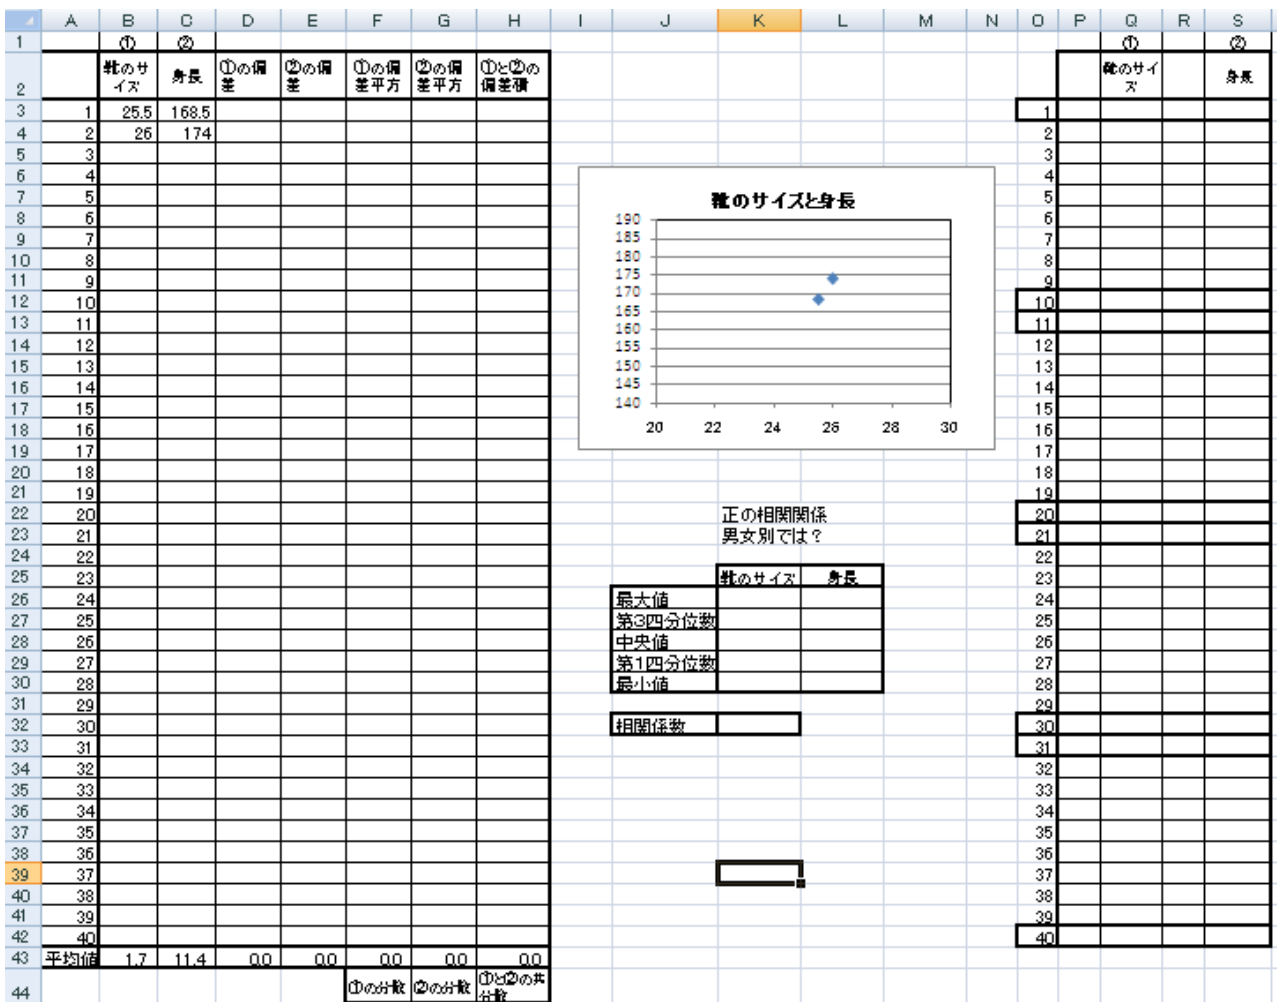 A B C D E F G H I J K L M N O P Q R S
1 ① ② ① ②
2 靴のサイズ 身長 ①の偏差 ②の偏差 ①の偏差平方 ②の偏差平方 ①と②の偏差積 靴のサイズ 身長
3 1 25.5 168.5 1
4 2 26 174 2
5 3 3
6 4 4
7 5 5
8 6 6
9 7 7
10 8 8
11 9 9
12 10 10
13 11 11
14 12 12
15 13 13
16 14 14
17 15 15
18 16 16
19 17 17
20 18 18
21 19 19
22 20 正の相関関係 20
23 21 男女別では？ 21
24 22 22
25 23 靴のサイズ 身長 23
26 24 最大値 24
27 25 第3四分位数 25
28 26 中央値 26
29 27 第1四分位数 27
30 28 最小値 28
31 29 29
32 30 相関係数 30
33 31 31
34 32 32
35 33 33
36 34 34
37 35 35
38 36 36
39 37 37
40 38 38
41 39 39
42 40 40
43 平均値 1.7 11.4 0.0 0.0 0.0 0.0 0.0
44 ①の分散 ②の分散 ①と②の共分散
靴のサイズと身長
190
185
180
175
170
165
160
155
150
145
140
20 22 24 26 28 30